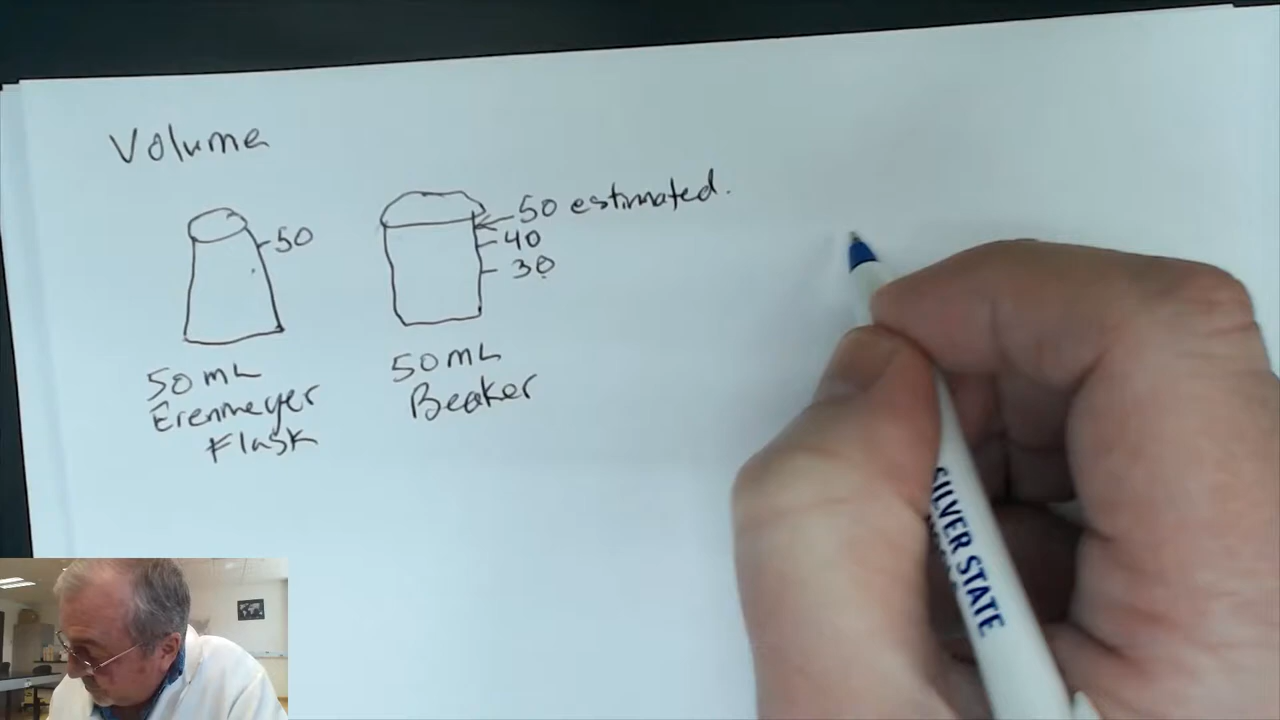 Volume
50
50 estimated.
40
30
50 mL
Erenmeyer
Flask
50 mL
Beaker
SILVER STATE